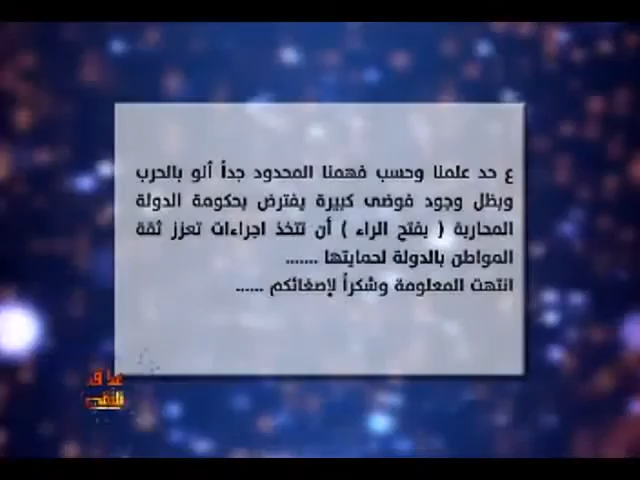 ع حد علمنا وحسب فهمنا المحدود جداً انو بالحرب
وبظل وجود فوضى كبيرة يفترض بحكومة الدولة
المحاربة ( بفتح الراء ) أن تتخذ اجراءات تعزز ثقة
المواطن بالدولة لحمايتها .......
انتهت المعلومة وشكراً لإصغائكم ......